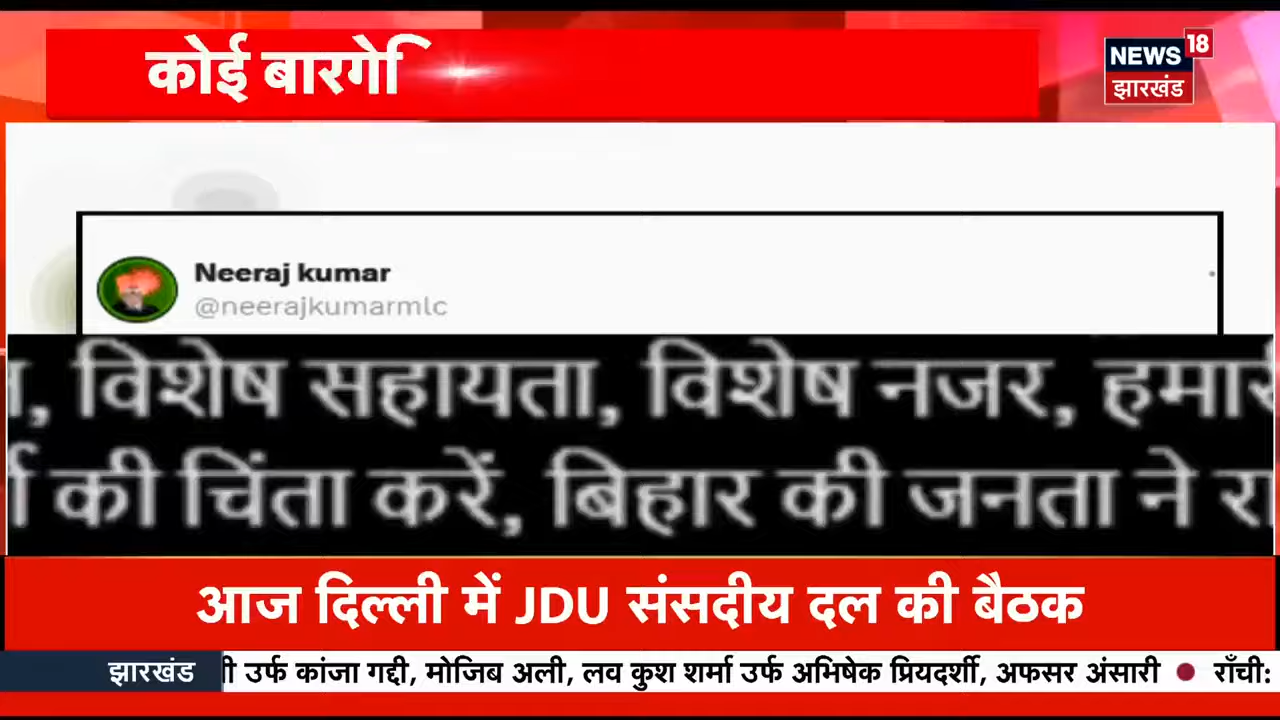 कोई बारगे
NEWS 18
झारखंड
Neeraj kumar
@neerajkumarmlc
, विशेष सहायता, विशेष नजर,
की चिंता करें, बिहार की जनता ने
आज दिल्ली में JDU संसदीय दल की बैठक
झारखंड
उर्फ कांजा गद्दी, मोजिब अली, लव कुश शर्मा उर्फ अभिषेक प्रियदर्शी, अफसर अंसारी ● राँची: